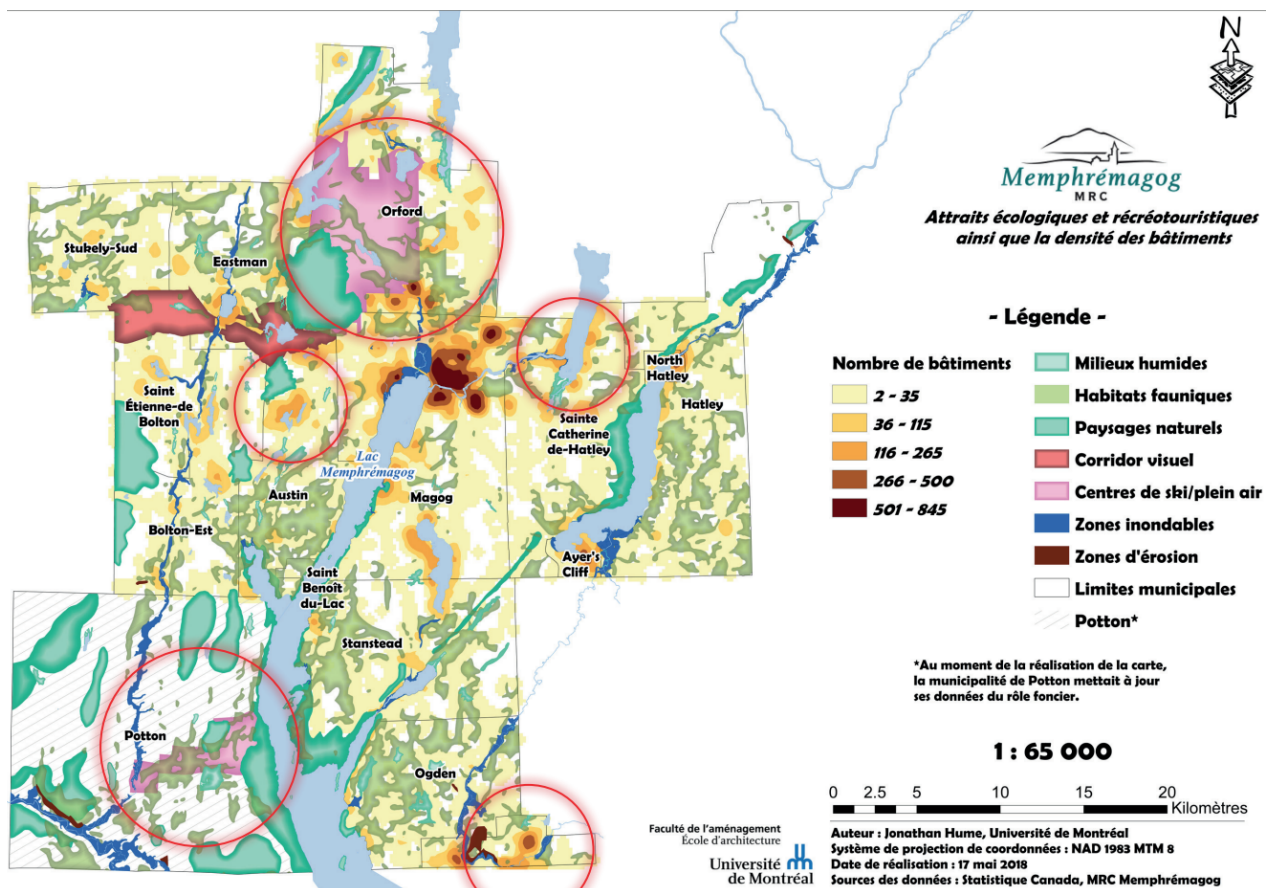 N
Memphrémagog
MRC
Attraits écologiques et récréotouristiques
ainsi que la densité des bâtiments
- Légende -
Nombre de bâtiments
2 - 35
36 - 115
116 - 265
266 - 500
501 - 845
Milieux humides
Habitats fauniques
Paysages naturels
Corridor visuel
Centres de ski/plein air
Zones inondables
Zones d'érosion
Limites municipales
Potton*
*Au moment de la réalisation de la carte,
la municipalité de Potton mettait à jour
ses données du rôle foncier.
1 : 65 000
0 2.5 5 10 15 20
Kilomètres
Auteur : Jonathan Hume, Université de Montréal
Système de projection de coordonnées : NAD 1983 MTM 8
Date de réalisation : 17 mai 2018
Sources des données : Statistique Canada, MRC Memphrémagog
Faculté de l'aménagement
École d'architecture
Université
de Montréal
Orford
Stukely-Sud
Eastman
Saint
Étienne-de
Bolton
North
Hatley
Hatley
Sainte
Catherine
de-Hatley
Lac
Memphrémagog
Austin
Magog
Bolton-Est
Ayer's
Cliff
Saint
Benoît
du-Lac
Stanstead
Potton
Ogden